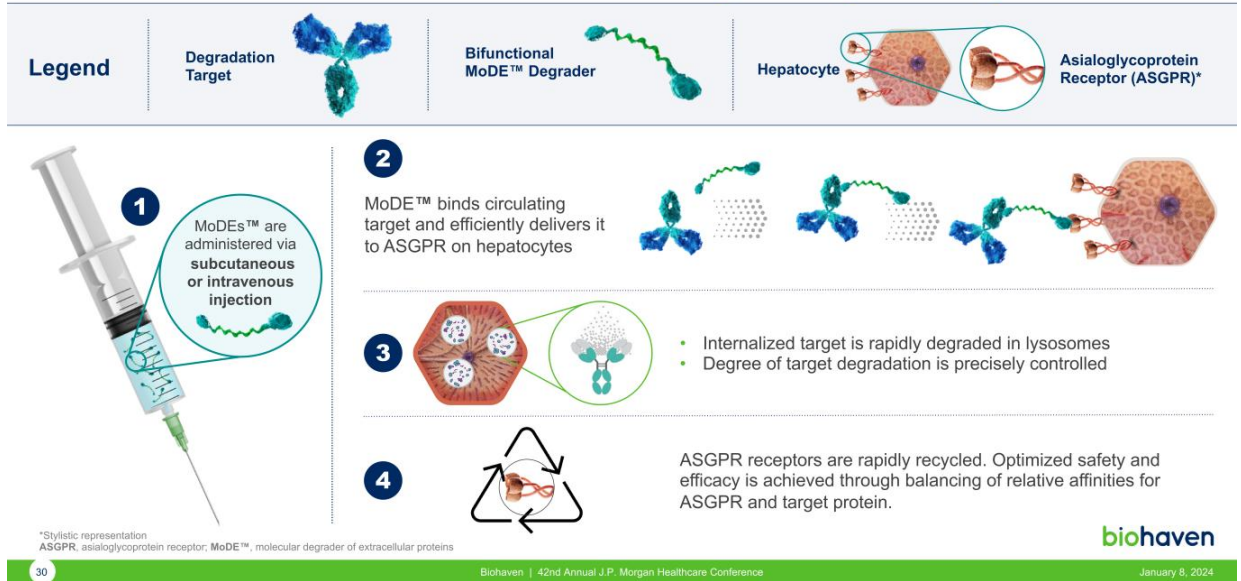 Legend
Degradation
Target
Bifunctional
MoDE™ Degrader
Hepatocyte
Asialoglycoprotein
Receptor (ASGPR)*
1
MoDEs™ are
administered via
subcutaneous
or intravenous
injection
2
MoDE™ binds circulating
target and efficiently delivers it
to ASGPR on hepatocytes
3
• Internalized target is rapidly degraded in lysosomes
• Degree of target degradation is precisely controlled
4
ASGPR receptors are rapidly recycled. Optimized safety and
efficacy is achieved through balancing of relative affinities for
ASGPR and target protein.
*Stylistic representation
ASGPR, asialoglycoprotein receptor; MoDE™, molecular degrader of extracellular proteins
biohaven
30
Biohaven | 42nd Annual J.P. Morgan Healthcare Conference
January 8, 2024